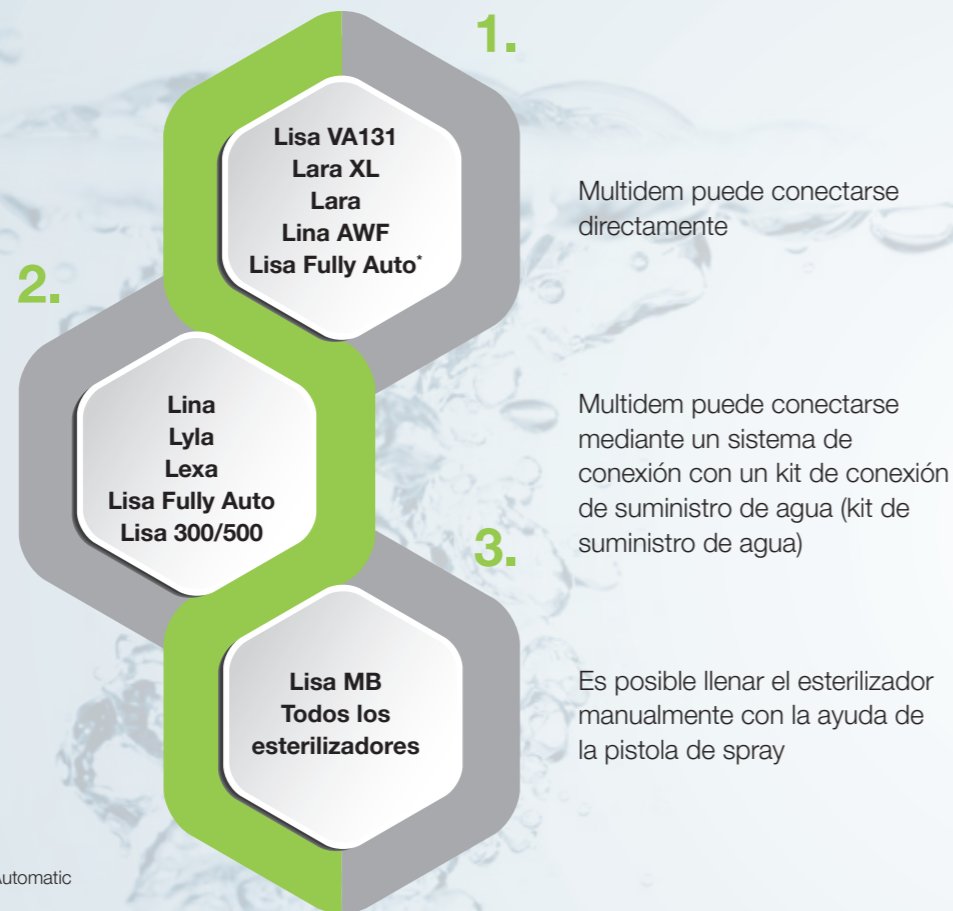 1.
Lisa VA131
Lara XL
Lara
Lina AWF
Lisa Fully Auto*
Multidem puede conectarse
directamente
2.
Lina
Lyla
Lexa
Lisa Fully Auto
Lisa 300/500
Multidem puede conectarse
mediante un sistema de
conexión con un kit de conexión
de suministro de agua (kit de
suministro de agua)
3.
Lisa MB
Todos los
esterilizadores
Es posible llenar el esterilizador
manualmente con la ayuda de
la pistola de spray
Automatic